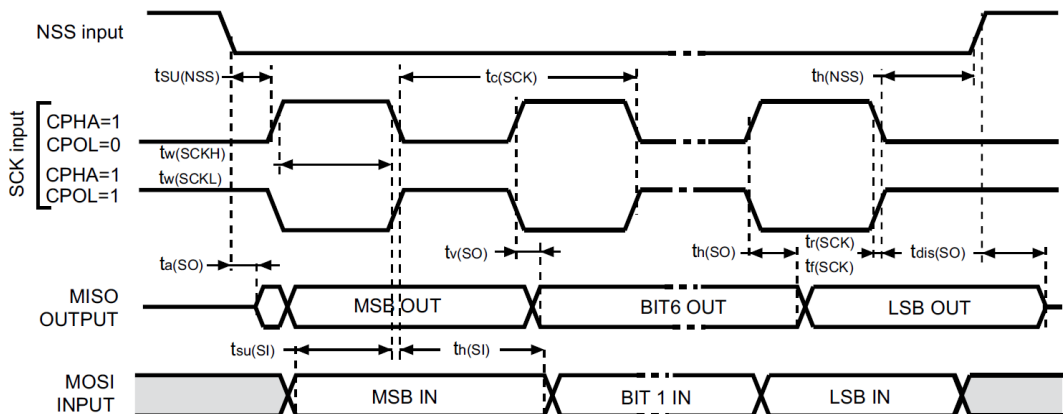 NSS input
tSU(NSS)
tc(SCK)
th(NSS)
SCK input
CPHA=1
CPOL=0
tw(SCKH)
CPHA=1
tw(SCKL)
CPOL=1
ta(SO)
tv(SO)
th(SO)
tr(SCK)
tf(SCK)
tdis(SO)
MISO
OUTPUT
MSB OUT
BIT6 OUT
LSB OUT
tsu(SI)
th(SI)
MOSI
INPUT
MSB IN
BIT 1 IN
LSB IN